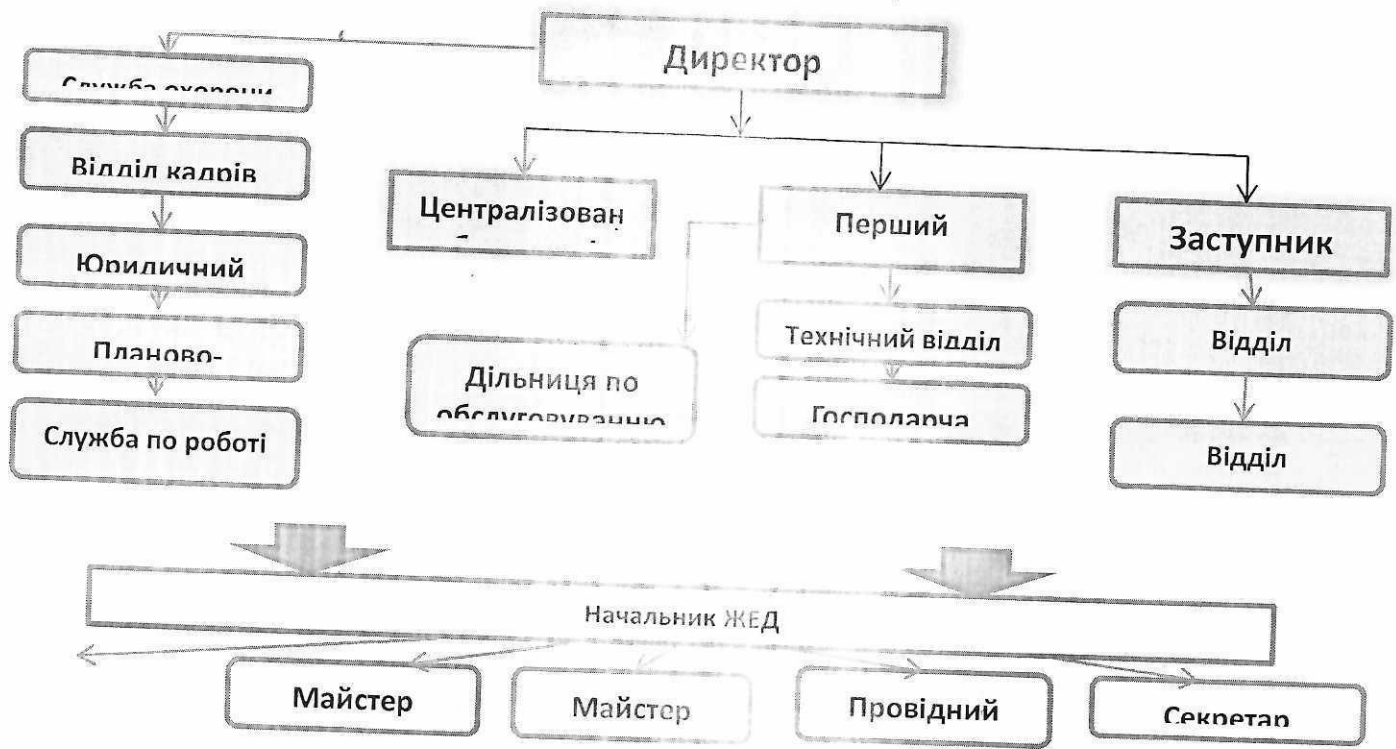 Директор
Служба охорони
Відділ кадрів
Юридичний
Планово-
Служба по роботі
Централізован
Перший
Заступник
Дільниця по
обслуговуванню
Технічний відділ
Господарча
Відділ
Відділ
Начальник ЖЕД
Майстер
Майстер
Провідний
Секретар